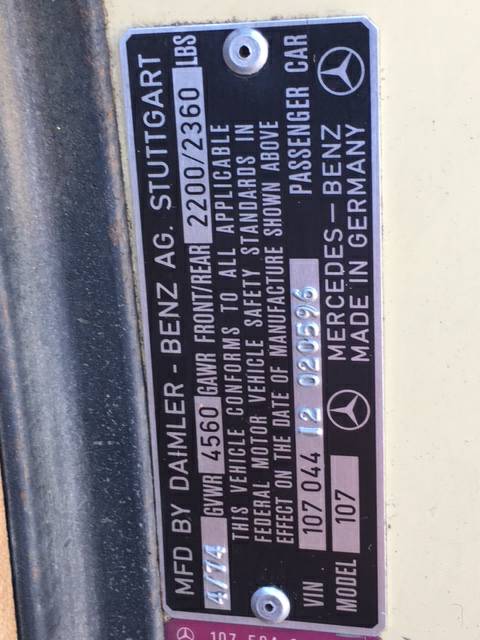 MFD BY DAIMLER - BENZ AG. STUTTGART
4/74 GVWR 4560 GAWR FRONT/REAR 2200/2360 LBS
THIS VEHICLE CONFORMS TO ALL APPLICABLE
FEDERAL MOTOR VEHICLE SAFETY STANDARDS IN
EFFECT ON THE DATE OF MANUFACTURE SHOWN ABOVE
VIN 107 044 12 020596 PASSENGER CAR
MODEL 107 MERCEDES-BENZ
MADE IN GERMANY
107